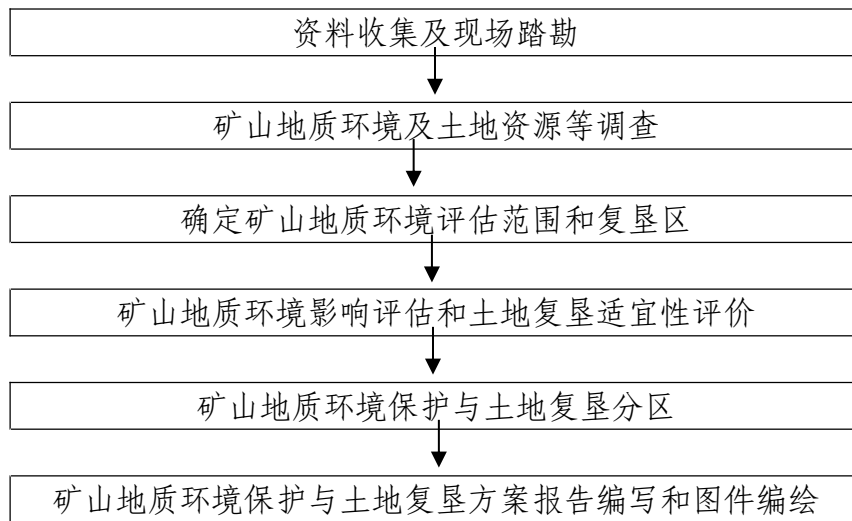 资料收集及现场踏勘
矿山地质环境及土地资源等调查
确定矿山地质环境评估范围和复垦区
矿山地质环境影响评估和土地复垦适宜性评价
矿山地质环境保护与土地复垦分区
矿山地质环境保护与土地复垦方案报告编写和图件编绘